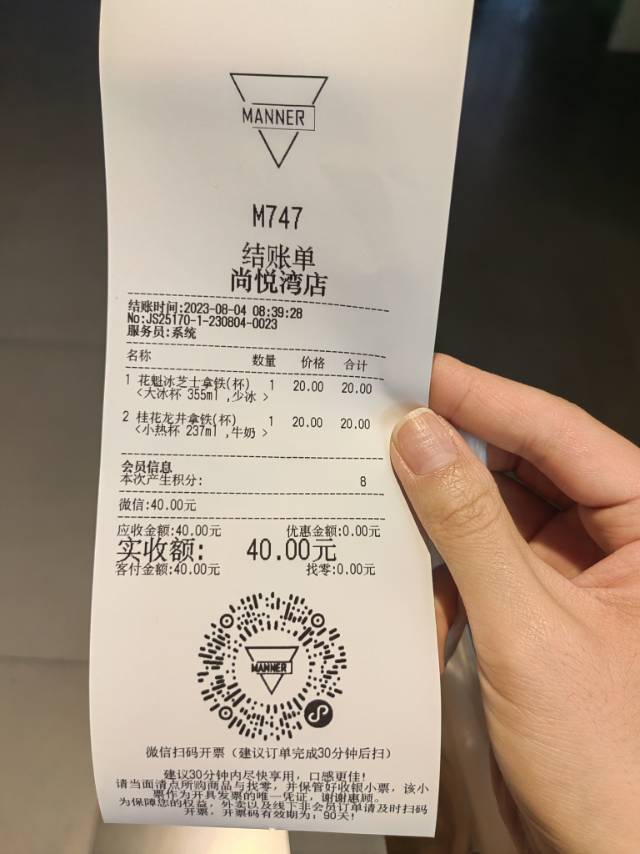 MANNER
M747
结账单
尚悦湾店
结账时间:2023-08-04 08:39:28
No:JS25170-1-230804-0023
服务员:系统
名称 数量 价格 合计
1 花魁冰芝士拿铁(杯) 1 20.00 20.00
<大冰杯 355ml ,少冰 >
2 桂花龙井拿铁(杯) 1 20.00 20.00
<小热杯 237ml ,牛奶 >
会员信息
本次产生积分: 8
微信:40.00元
应收金额:40.00元 优惠金额:0.00元
实收额: 40.00元
客付金额:40.00元 找零:0.00元
MANNER
微信扫码开票（建议订单完成30分钟后扫）
建议30分钟内尽快享用，口感更佳!
请当面清点所购商品与找零，并保管好收银小票，该小
票作为开具发票的唯一凭证，谢谢惠顾。
为保障您的权益，外卖以及线下非会员订单请及时扫码
开票，开票码有效期为: 90天!